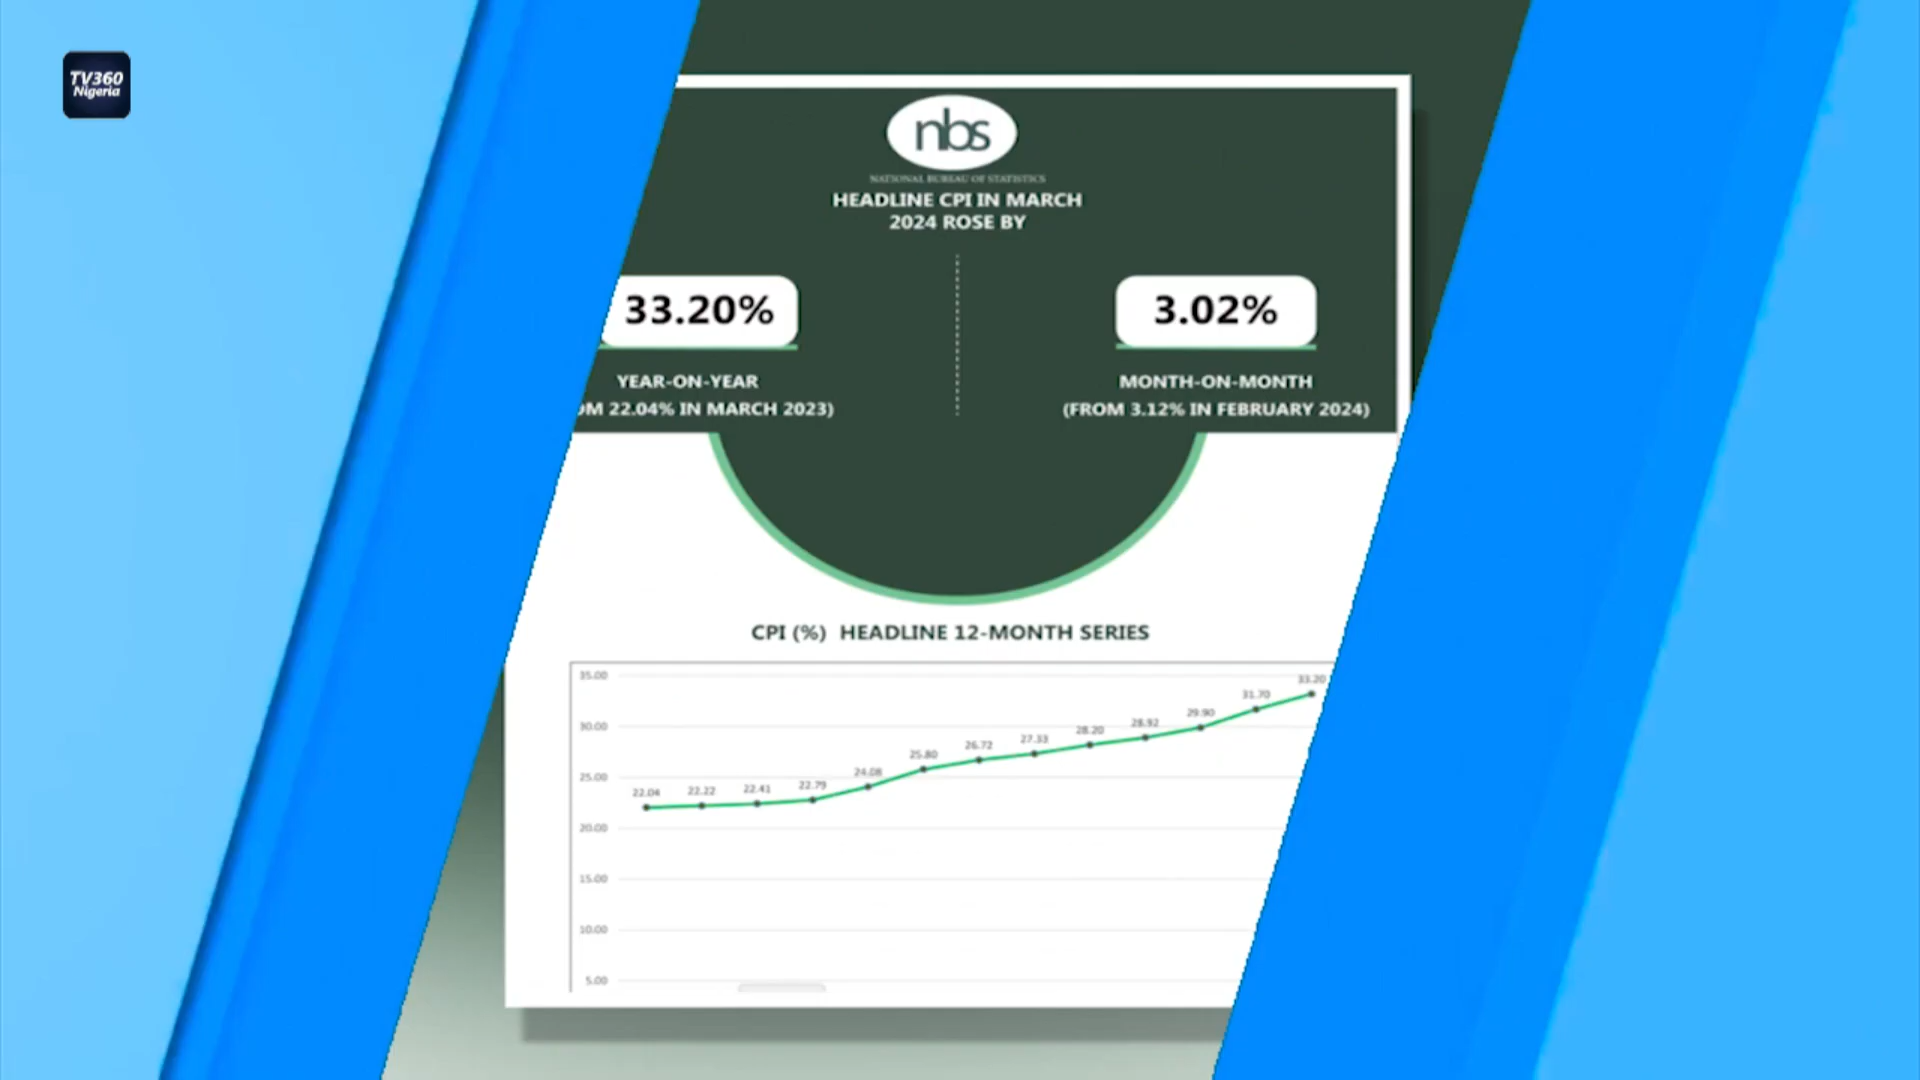 TV360
Nigeria
nbs
NATIONAL BUREAU OF STATISTICS
HEADLINE CPI IN MARCH
2024 ROSE BY
33.20%
3.02%
YEAR-ON-YEAR
MONTH-ON-MONTH
22.04% IN MARCH 2023)
(FROM 3.12% IN FEBRUARY 2024)
CPI (%) HEADLINE 12-MONTH SERIES
35.00
30.00
25.00
20.00
15.00
10.00
5.00
22.04
22.22
22.41
22.79
24.08
25.80
26.72
27.33
28.20
28.92
29.90
31.70
33.20